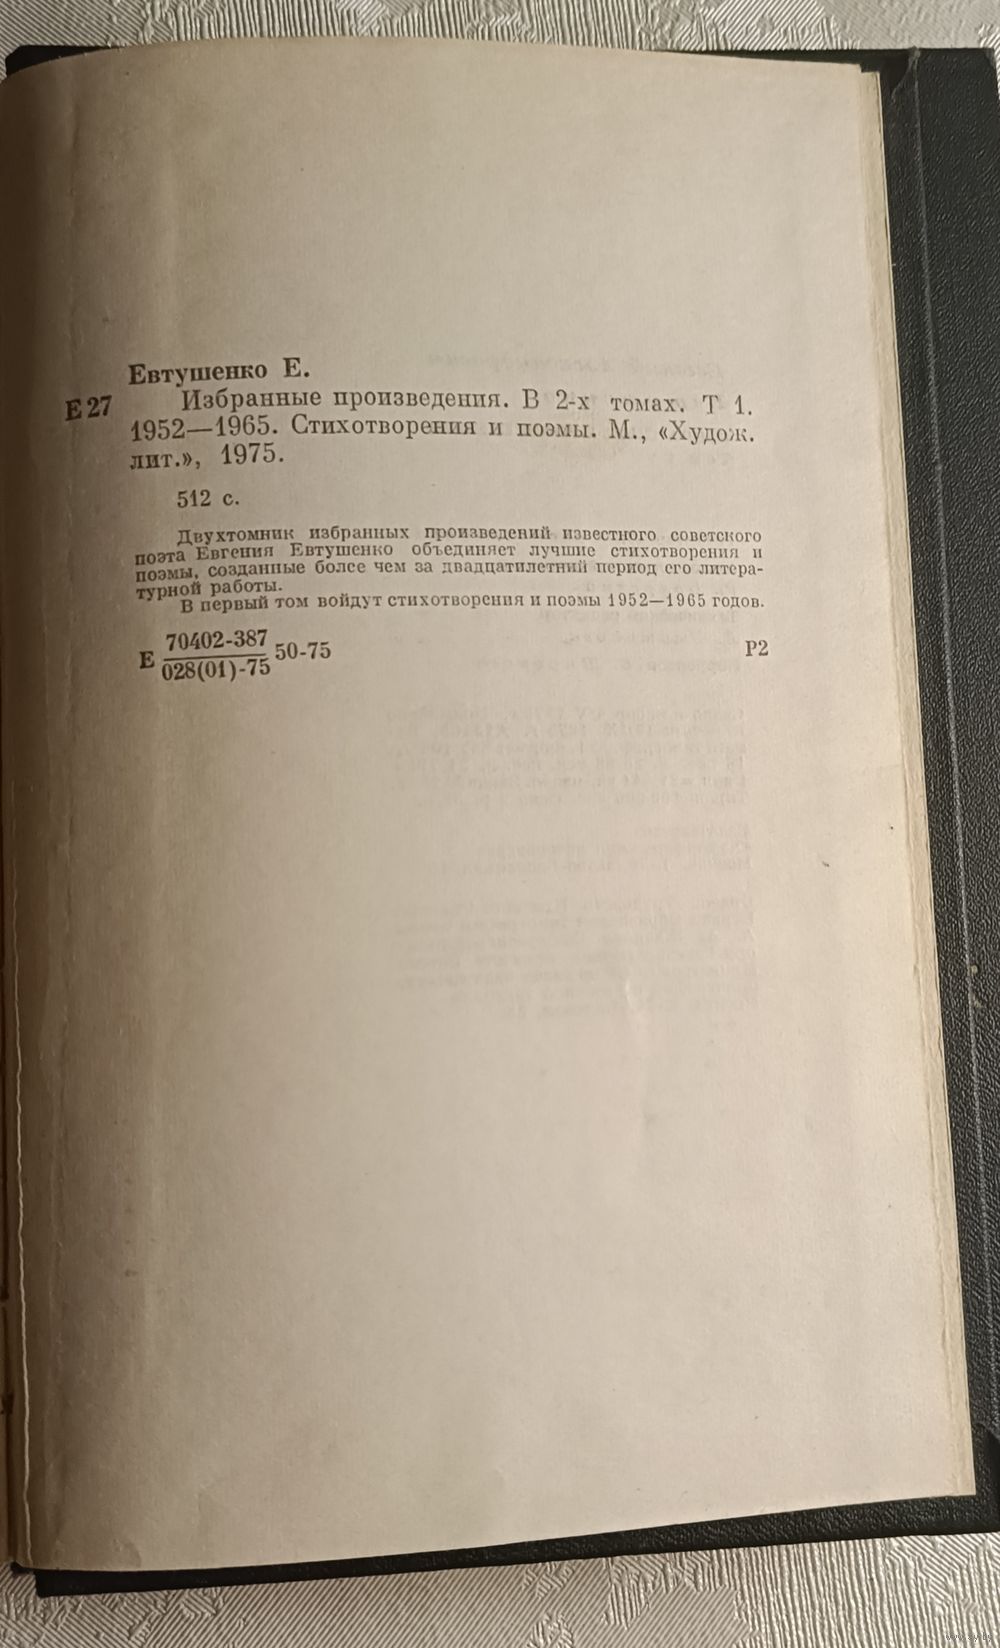 Евтушенко Е.
Е 27 Избранные произведения. В 2-х томах. Т 1.
1952—1965. Стихотворения и поэмы. М., «Худож.
лит.», 1975.
512 с.
Двухтомник избранных произведений известного советского
поэта Евгения Евтушенко объединяет лучшие стихотворения и
поэмы, созданные более чем за двадцатилетний период его литера-
турной работы.
В первый том войдут стихотворения и поэмы 1952—1965 годов.
Е 70402-387
028(01)-75 50-75 Р2